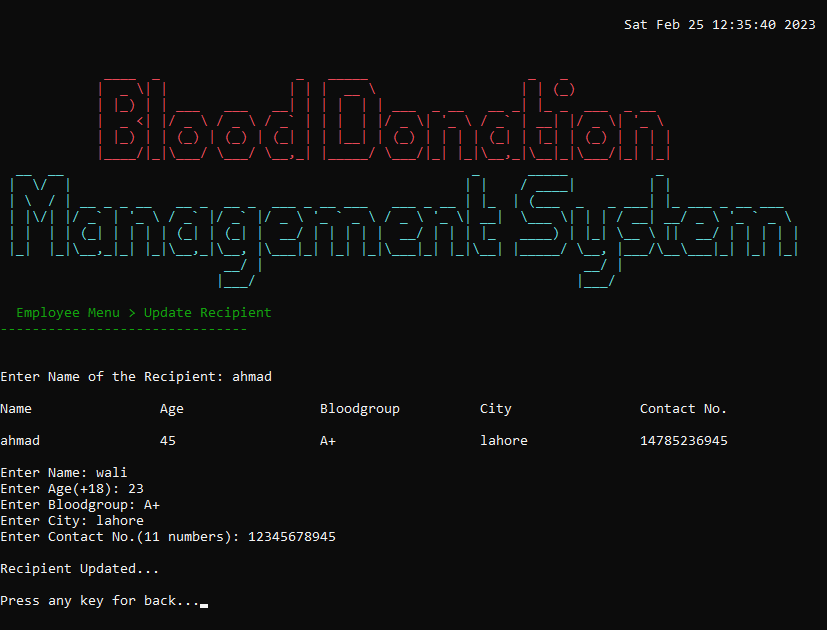 Sat Feb 25 12:35:40 2023
Blood Donation
Management System
Employee Menu > Update Recipient
-------------------------------
Enter Name of the Recipient: ahmad
Name Age Bloodgroup City Contact No.
ahmad 45 A+ lahore 14785236945
Enter Name: wali
Enter Age(+18): 23
Enter Bloodgroup: A+
Enter City: lahore
Enter Contact No.(11 numbers): 12345678945
Recipient Updated...
Press any key for back...